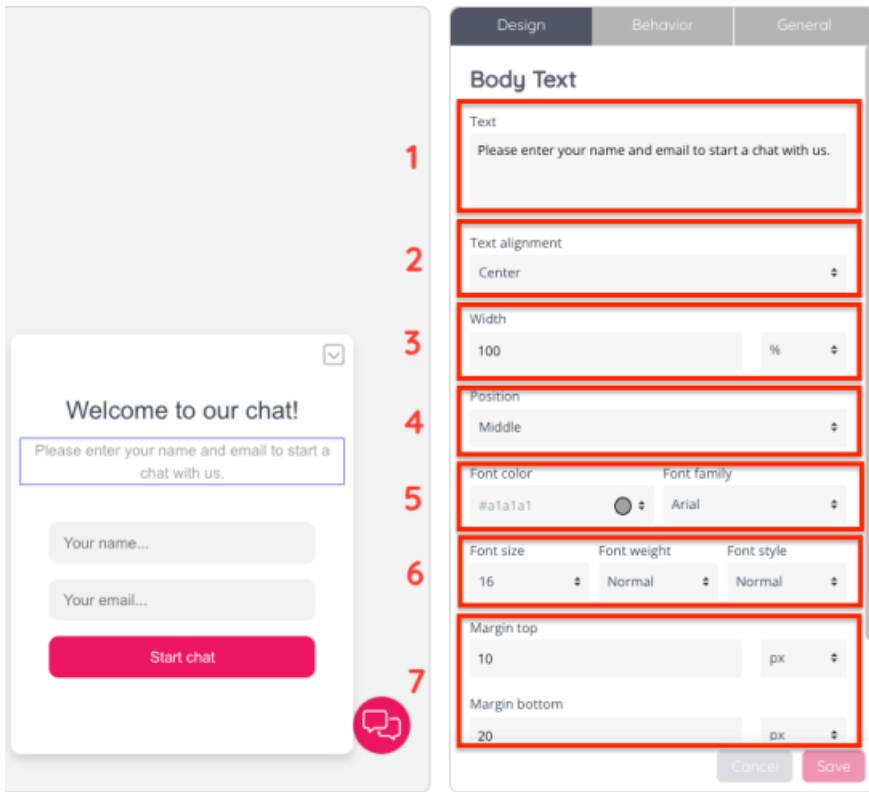 1
2
3
4
5
6
7
Welcome to our chat!
Please enter your name and email to start a
chat with us.
Your name...
Your email...
Start chat
Design Behavior General
Body Text
Text
Please enter your name and email to start a chat with us.
Text alignment
Center
Width
100 %
Position
Middle
Font color Font family
#a1a1a1 Arial
Font size Font weight Font style
16 Normal Normal
Margin top
10 px
Margin bottom
20 px
Cancel Save